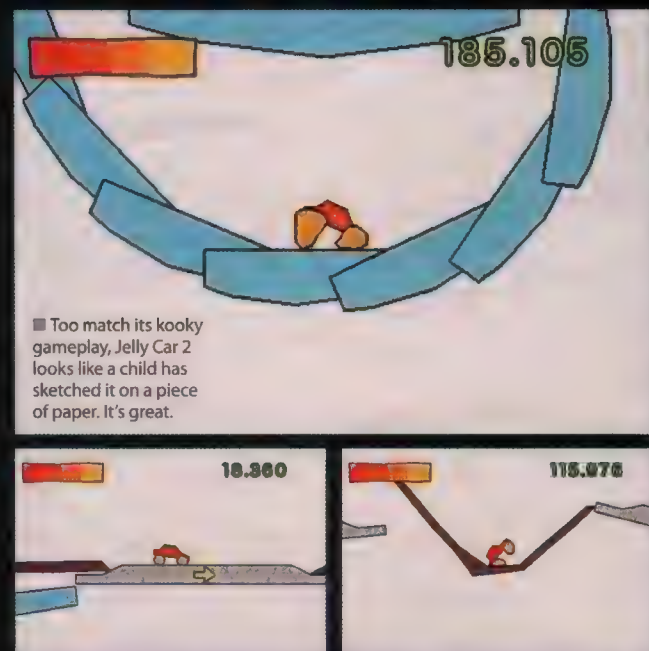 185.105
■ Too match its kooky
gameplay, Jelly Car 2
looks like a child has
sketched it on a piece
of paper. It's great.
18.360
115.976